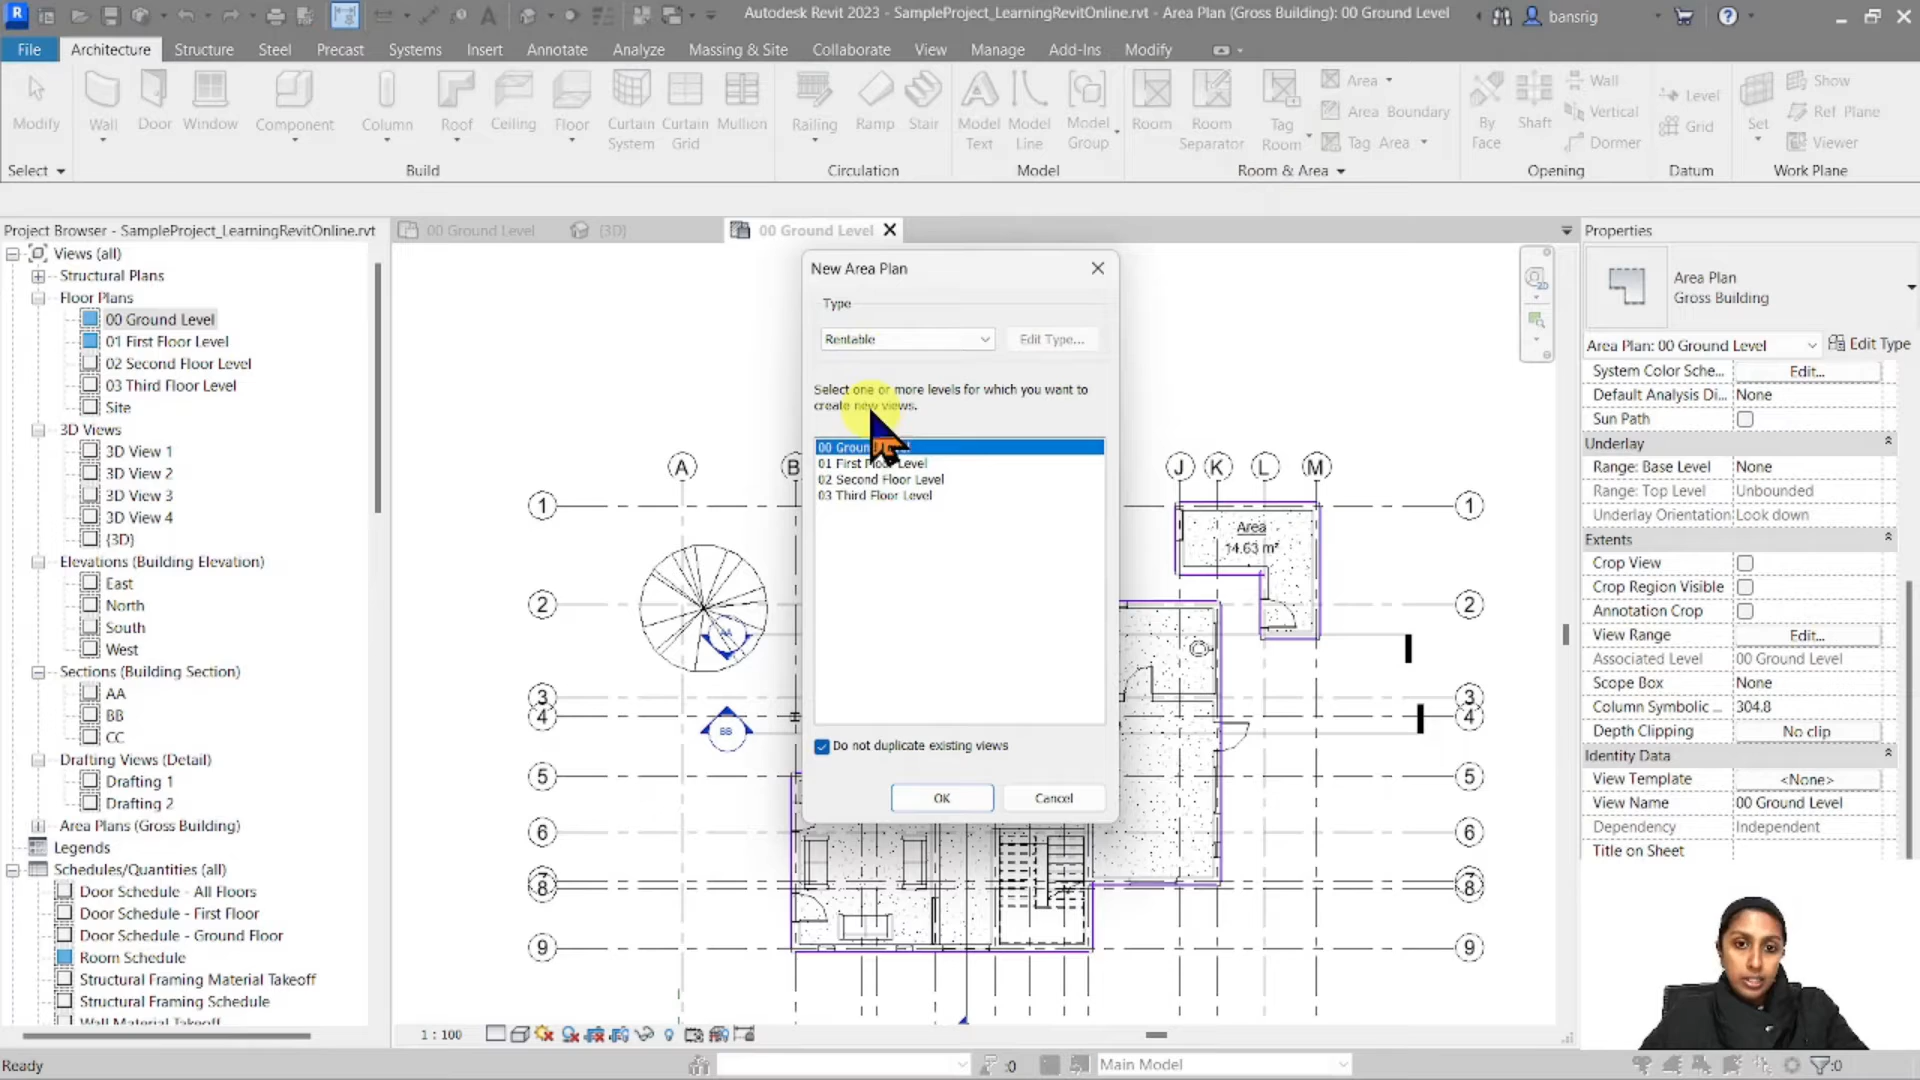 Autodesk Revit 2023 - SampleProject_LearningRevitOnline.rvt - Area Plan (Gross Building): 00 Ground Level
bansrig
File Architecture Structure Steel Precast Systems Insert Annotate Analyze Massing & Site Collaborate View Manage Add-Ins Modify
Modify Wall Door Window Component Column Roof Ceiling Floor Curtain System Curtain Grid Mullion Railing Ramp Stair Model Text Model Line Model Group Room Room Separator Tag Room By Face Shaft Set
Area Wall Level Show
Area Boundary Vertical Grid Ref Plane
Tag Area Dormer Viewer
Select Build Circulation Model Room & Area Opening Datum Work Plane
Project Browser - SampleProject_LearningRevitOnline.rvt
Views (all)
Structural Plans
Floor Plans
00 Ground Level
01 First Floor Level
02 Second Floor Level
03 Third Floor Level
Site
3D Views
3D View 1
3D View 2
3D View 3
3D View 4
{3D}
Elevations (Building Elevation)
East
North
South
West
Sections (Building Section)
AA
BB
CC
Drafting Views (Detail)
Drafting 1
Drafting 2
Area Plans (Gross Building)
Legends
Schedules/Quantities (all)
Door Schedule - All Floors
Door Schedule - First Floor
Door Schedule - Ground Floor
Room Schedule
Structural Framing Material Takeoff
Structural Framing Schedule
Wall Material Takeoff
00 Ground Level {3D} 00 Ground Level
New Area Plan
Type
Rentable Edit Type...
Select one or more levels for which you want to
create new views.
00 Ground
01 First Floor Level
02 Second Floor Level
03 Third Floor Level
Do not duplicate existing views
OK Cancel
A B J K L M
1 1
2 2
3 3
4 4
5 5
6 6
8 8
9 9
Area
14.63 m²
AA
BB
1 : 100
Properties
Area Plan
Gross Building
Area Plan: 00 Ground Level Edit Type
System Color Sche... Edit...
Default Analysis Di... None
Sun Path
Underlay
Range: Base Level None
Range: Top Level Unbounded
Underlay Orientation Look down
Extents
Crop View
Crop Region Visible
Annotation Crop
View Range Edit...
Associated Level 00 Ground Level
Scope Box None
Column Symbolic ... 304.8
Depth Clipping No clip
Identity Data
View Template <None>
View Name 00 Ground Level
Dependency Independent
Title on Sheet
Ready :0 Main Model :0